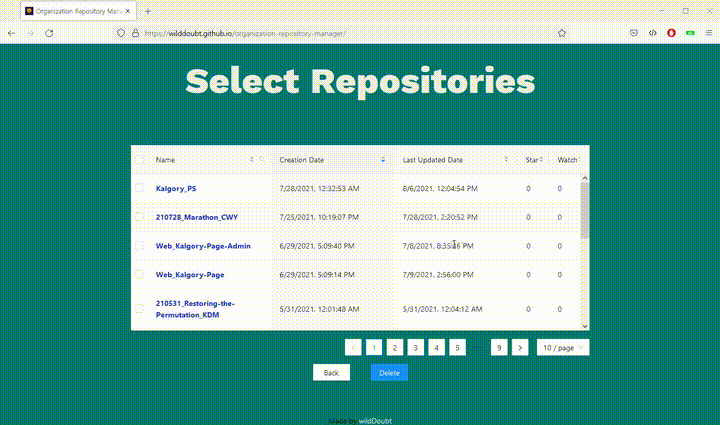 Organization Repository Mana
https://wilddoubt.github.io/organization-repository-manager/
Select Repositories
Name Creation Date Last Updated Date Star Watch
Kalgory_PS 7/28/2021, 12:32:53 AM 8/6/2021, 12:04:54 PM 0 0
210728_Marathon_CWY 7/25/2021, 10:19:07 PM 7/28/2021, 2:20:52 PM 0 0
Web_Kalgory-Page-Admin 6/29/2021, 5:09:40 PM 7/8/2021, 8:35:46 PM 0 0
Web_Kalgory-Page 6/29/2021, 5:09:14 PM 7/9/2021, 2:56:00 PM 0 0
210531_Restoring-the-
Permutation_KDM 5/31/2021, 12:01:48 AM 5/31/2021, 12:04:12 AM 0 0
< 1 2 3 4 5 ••• 9 > 10 / page
Back Delete
Made by wildDoubt